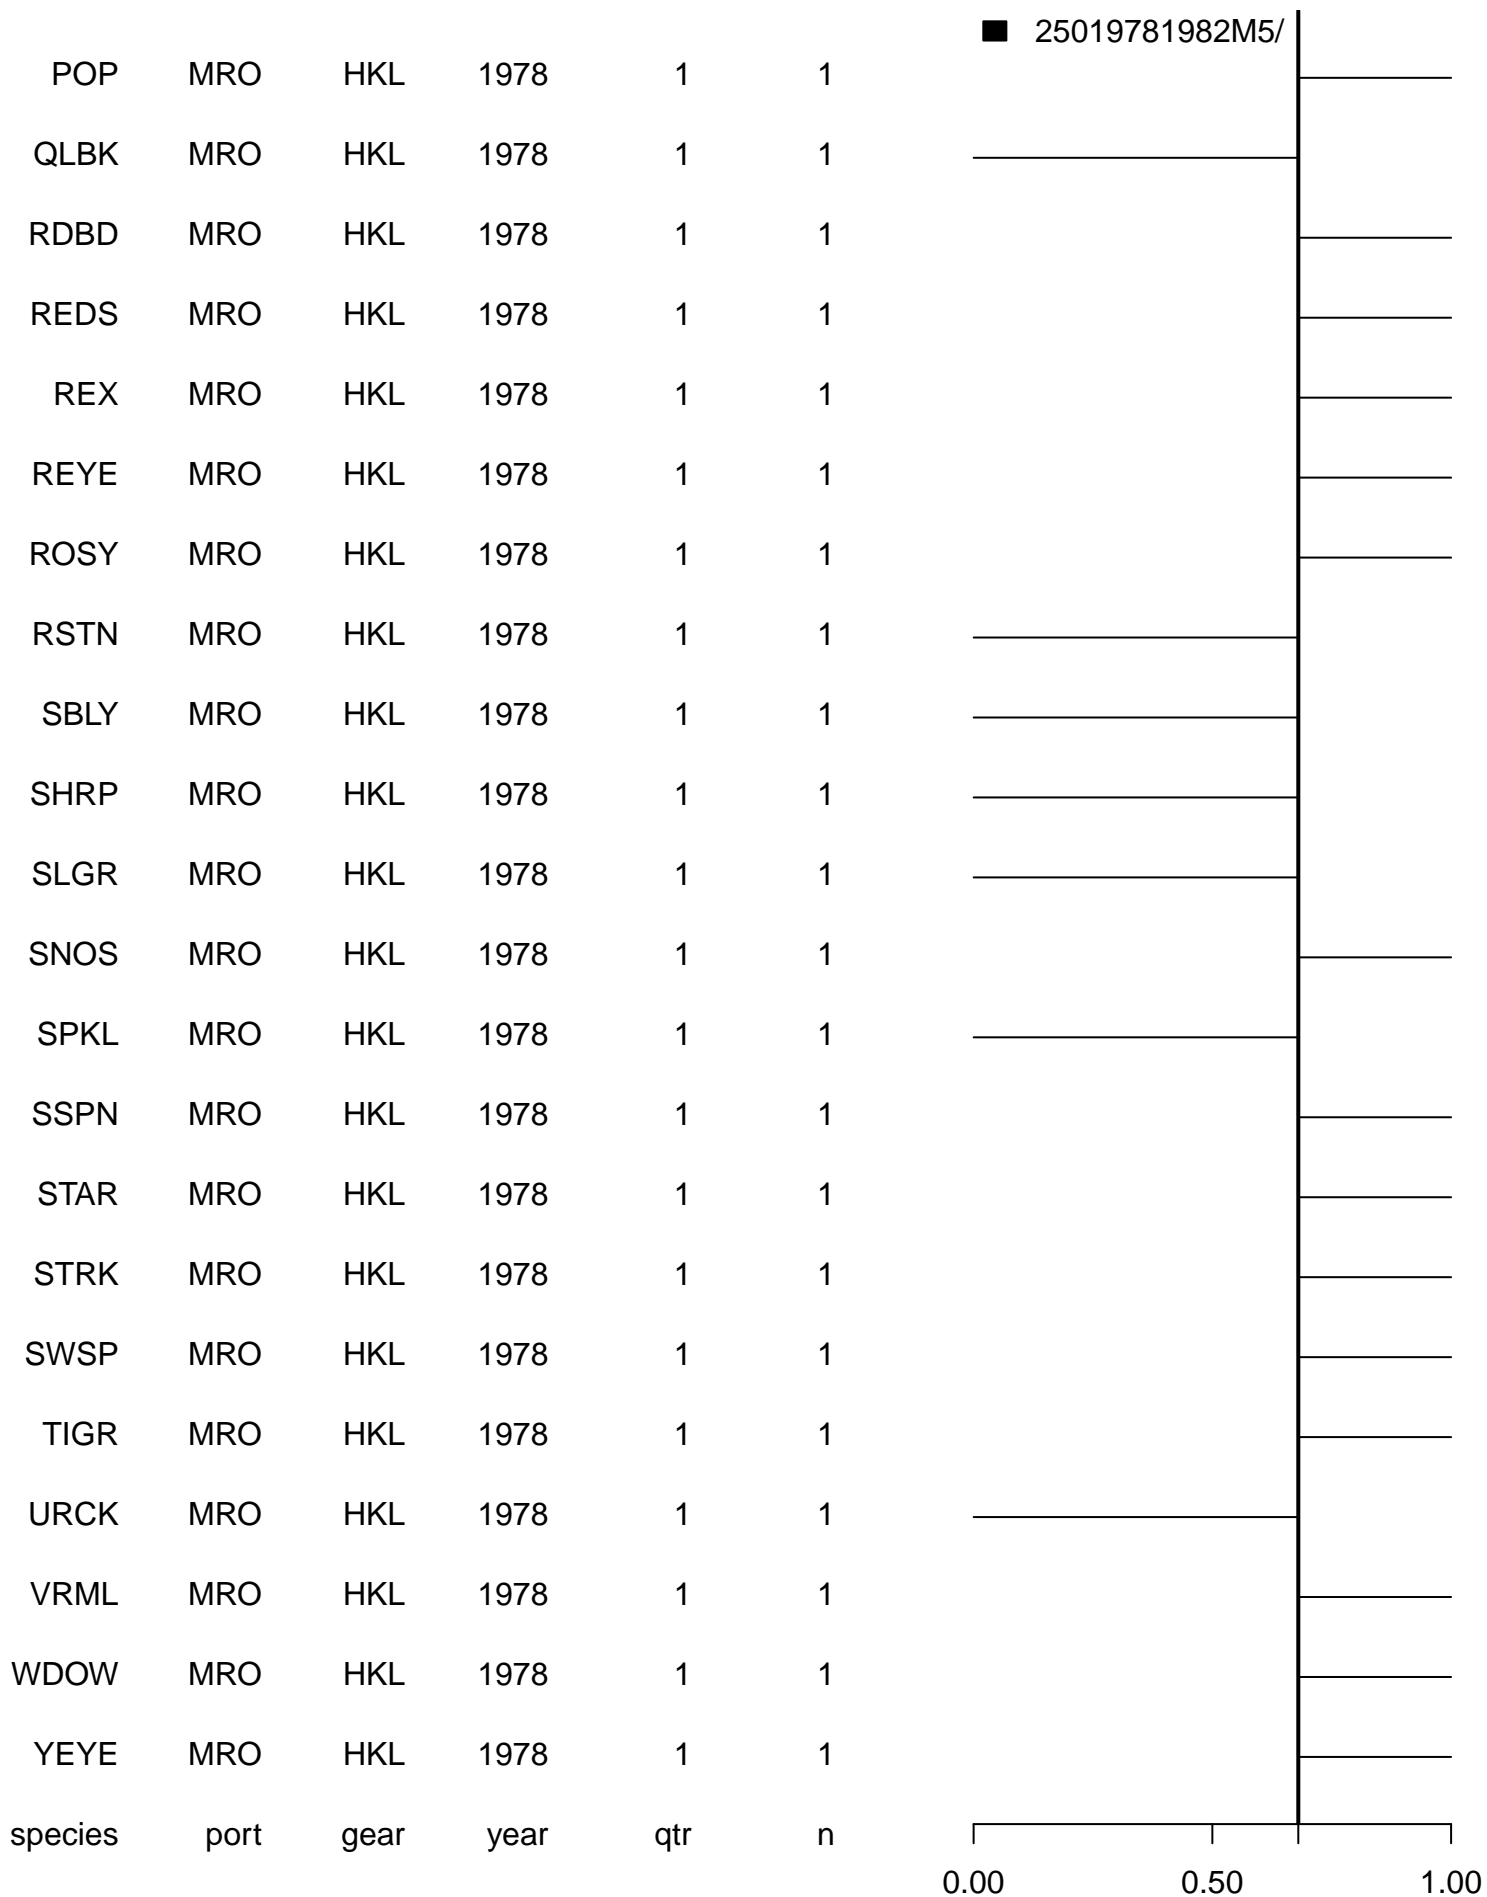 25019781982M5/
POP MRO HKL 1978 1 1
QLBK MRO HKL 1978 1 1
RDBD MRO HKL 1978 1 1
REDS MRO HKL 1978 1 1
REX MRO HKL 1978 1 1
REYE MRO HKL 1978 1 1
ROSY MRO HKL 1978 1 1
RSTN MRO HKL 1978 1 1
SBLY MRO HKL 1978 1 1
SHRP MRO HKL 1978 1 1
SLGR MRO HKL 1978 1 1
SNOS MRO HKL 1978 1 1
SPKL MRO HKL 1978 1 1
SSPN MRO HKL 1978 1 1
STAR MRO HKL 1978 1 1
STRK MRO HKL 1978 1 1
SWSP MRO HKL 1978 1 1
TIGR MRO HKL 1978 1 1
URCK MRO HKL 1978 1 1
VRML MRO HKL 1978 1 1
WDOW MRO HKL 1978 1 1
YEYE MRO HKL 1978 1 1
species port gear year qtr n
0.00 0.50 1.00